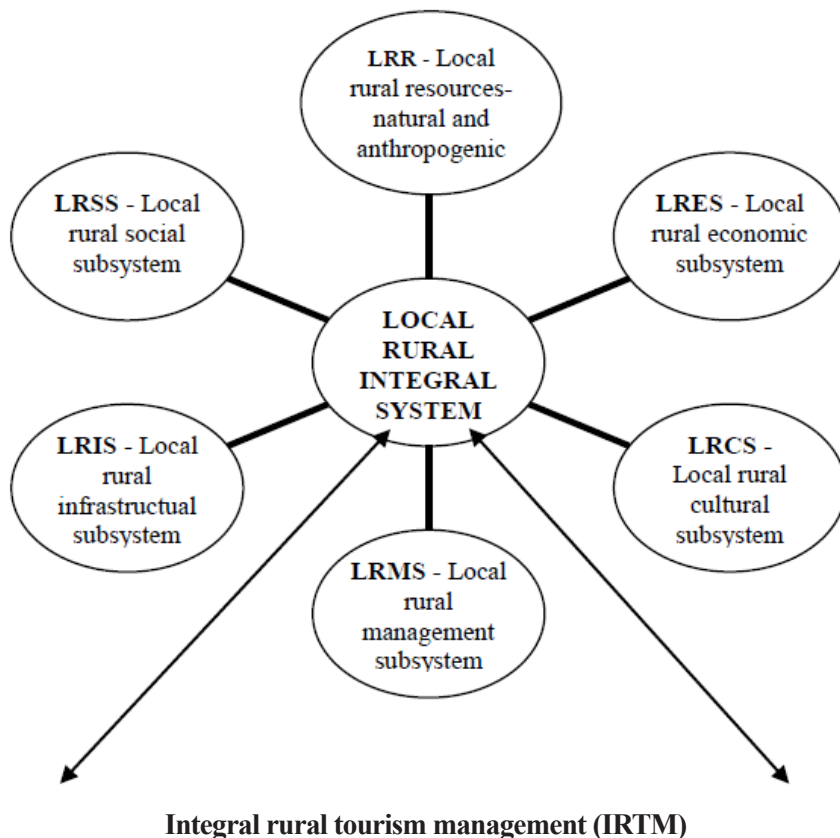 LRR - Local
rural resources-
natural and
anthropogenic
LRSS - Local
rural social
subsystem
LRES - Local
rural economic
subsystem
LOCAL
RURAL
INTEGRAL
SYSTEM
LRIS - Local
rural
infrastructual
subsystem
LRCS -
Local rural
cultural
subsystem
LRMS - Local
rural
management
subsystem
Integral rural tourism management (IRTM)